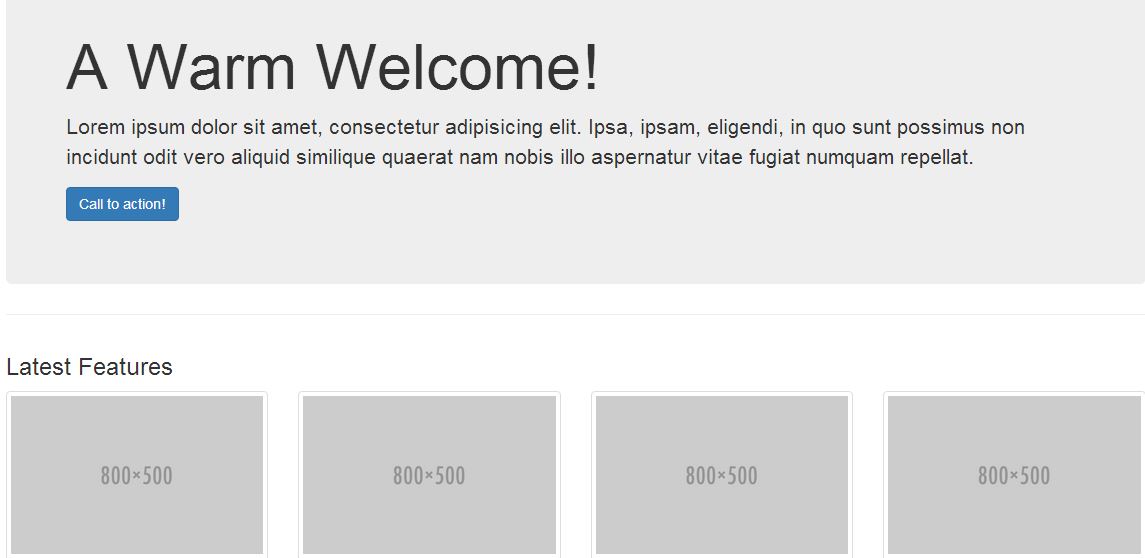 A Warm Welcome!
Lorem ipsum dolor sit amet, consectetur adipisicing elit. Ipsa, ipsam, eligendi, in quo sunt possimus non
incidunt odit vero aliquid similique quaerat nam nobis illo aspernatur vitae fugiat numquam repellat.
Call to action!
Latest Features
800×500
800×500
800×500
800×500